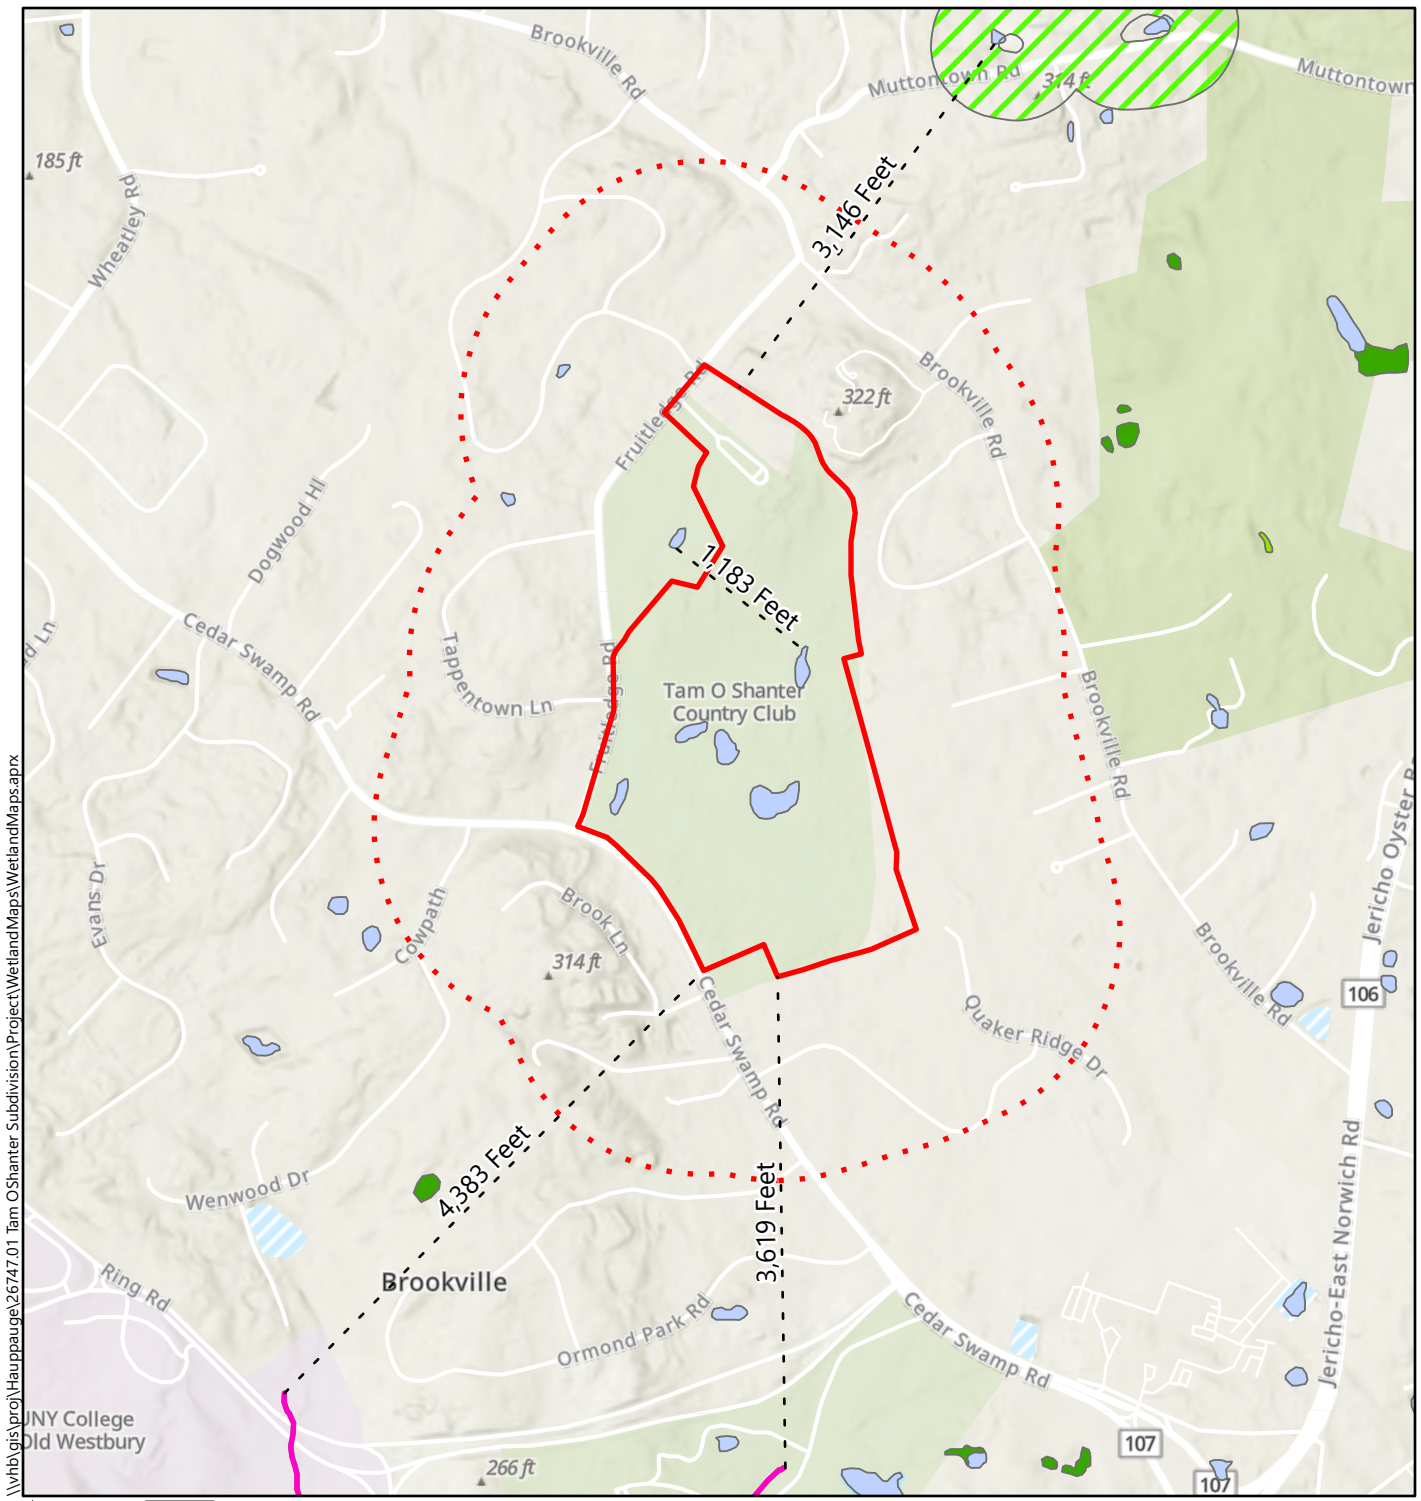 Brookville Rd
Muttontown Rd
314 ft
Muttontown
185 ft
Wheatley Rd
3,146 Feet
Fruitledge Rd
322 ft
Brookville Rd
Dogwood Hl
1,183 Feet
Cedar Swamp Rd
Tappentown Ln
Fruitledge Rd
Tam O Shanter
Country Club
Brookville Rd
Jericho Oyster
Evans Dr
Cowpath
Brook Ln
314 ft
Brookville Rd
106
Cedar Swamp Rd
Quaker Ridge Dr
4,383 Feet
Wenwood Dr
3,619 Feet
Jericho-East Norwich Rd
Ring Rd
Brookville
Ormond Park Rd
Cedar Swamp Rd
UNY College
Old Westbury
266 ft
107
107
\\vhb\gis\proj\Hauppauge\26747.01 Tam OShanter Subdivision\Project\WetlandMaps\WetlandMaps.aprx